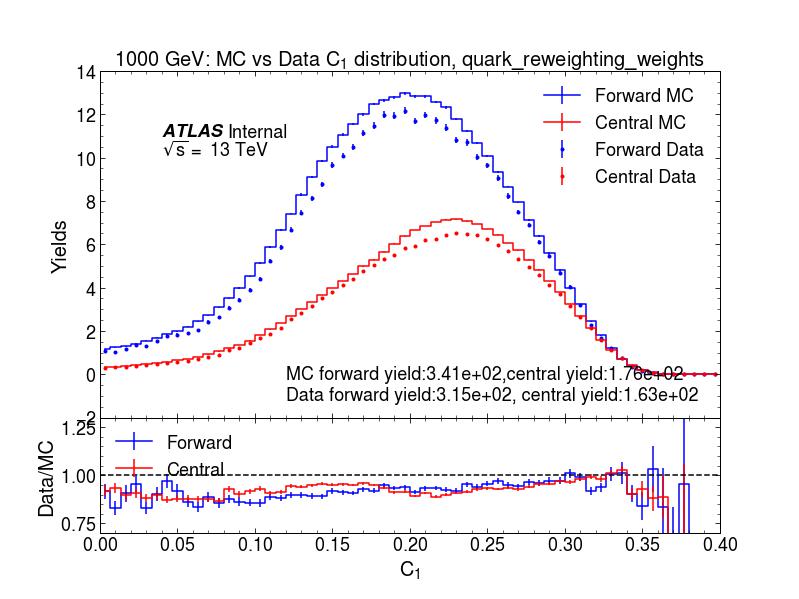 1000 GeV: MC vs Data C₁ distribution, quark_reweighting_weights
14
12
10
8
6
4
2
0
−2
Yields
ATLAS Internal
√s = 13 TeV
Forward MC
Central MC
Forward Data
Central Data
MC forward yield:3.41e+02,central yield:1.76e+02
Data forward yield:3.15e+02, central yield:1.63e+02
1.25
1.00
0.75
Data/MC
Forward
Central
0.00 0.05 0.10 0.15 0.20 0.25 0.30 0.35 0.40
C₁